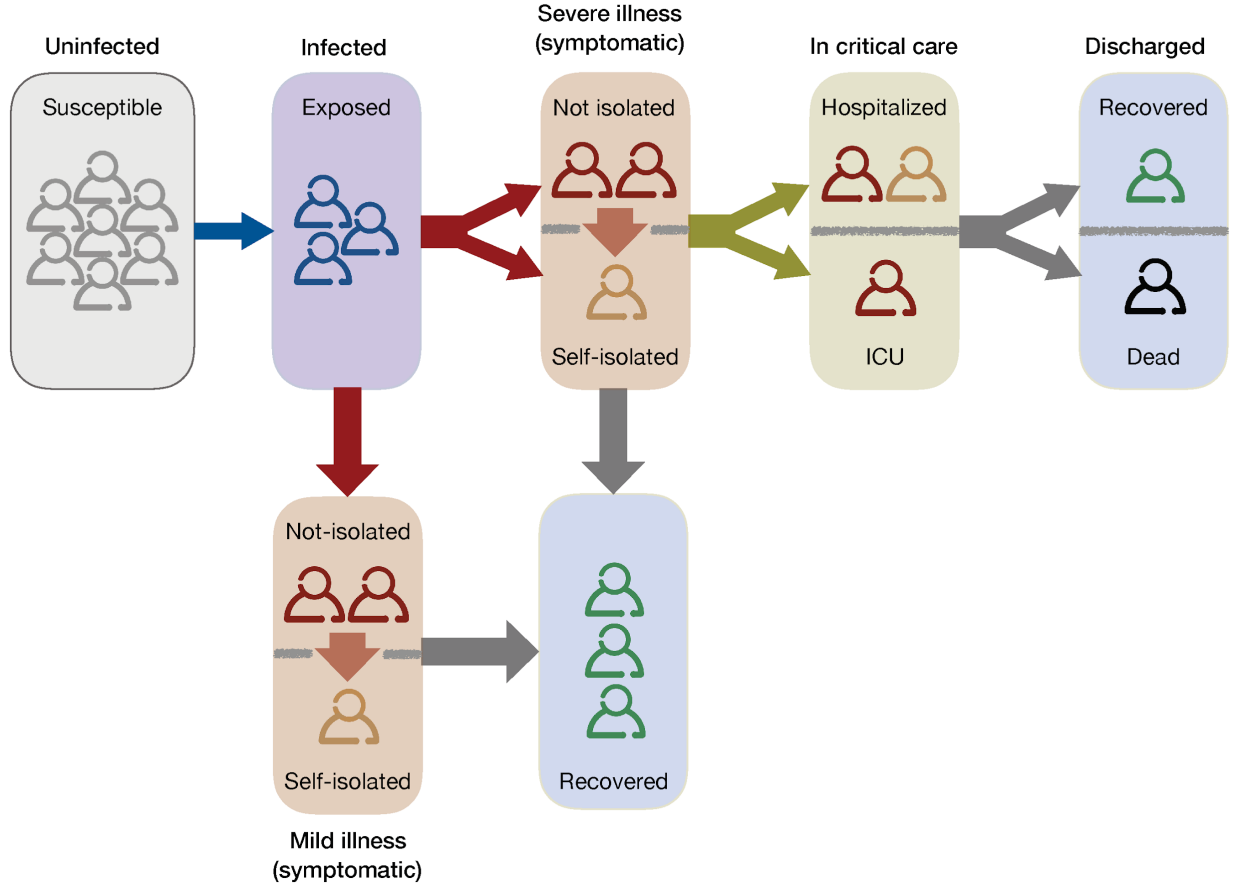 Uninfected
Susceptible
Infected
Exposed
Severe illness
(symptomatic)
Not isolated
Self-isolated
In critical care
Hospitalized
ICU
Discharged
Recovered
Dead
Not-isolated
Self-isolated
Mild illness
(symptomatic)
Recovered